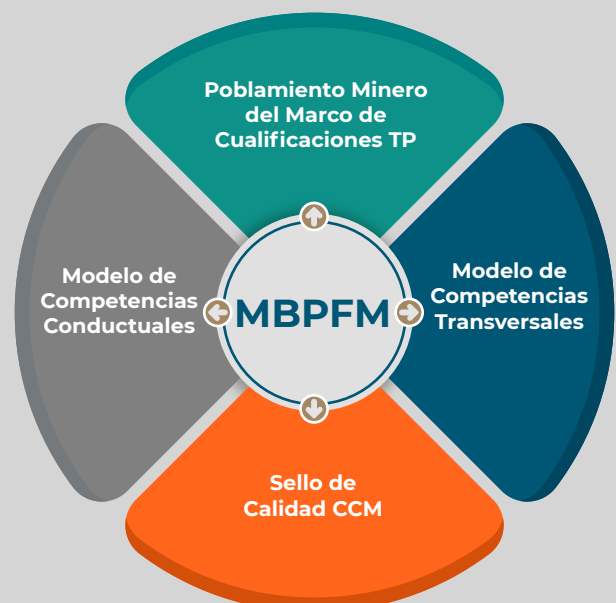 Poblamiento Minero
del Marco de
Cualificaciones TP
Modelo de
Competencias
Conductuales
MBPFM
Modelo de
Competencias
Transversales
Sello de
Calidad CCM